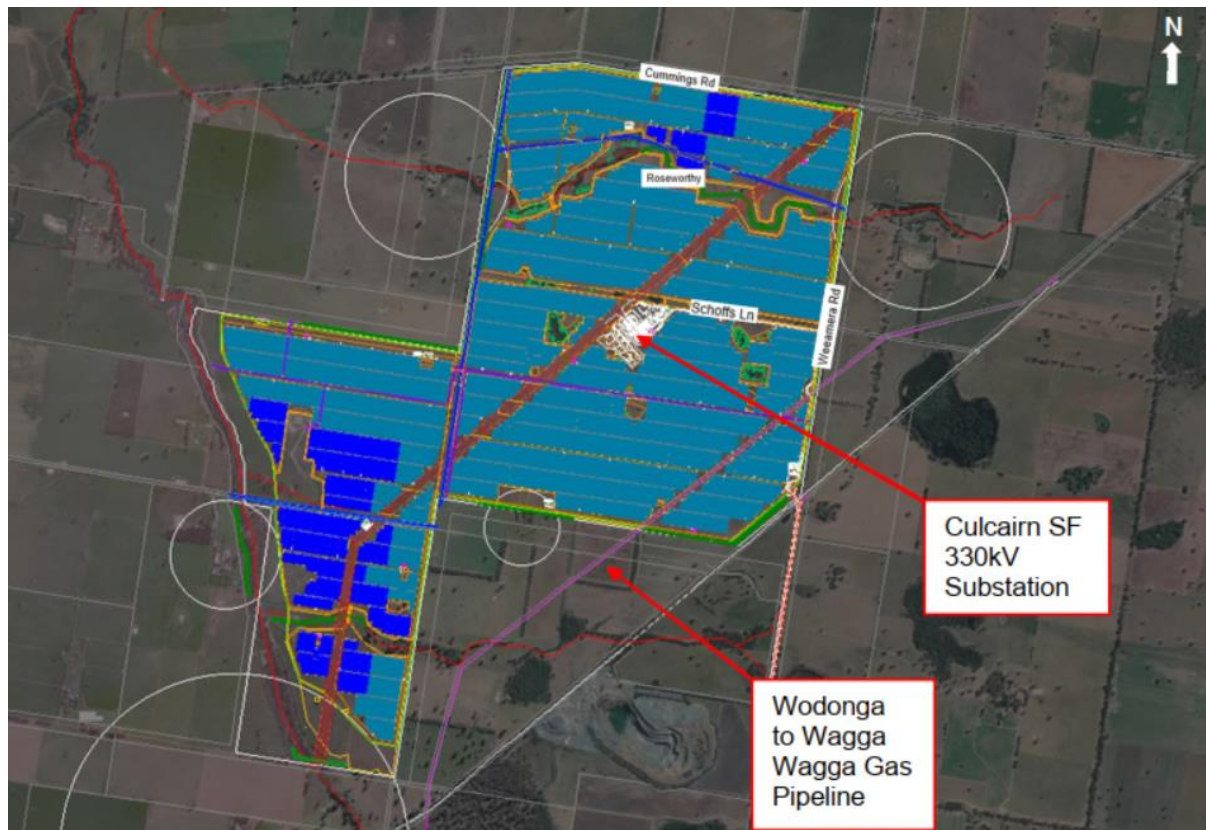 N
Cummings Rd
Roseworthy
Schoffs Ln
Weeamera Rd
Culcairn SF
330kV
Substation
Wodonga
to Wagga
Wagga Gas
Pipeline